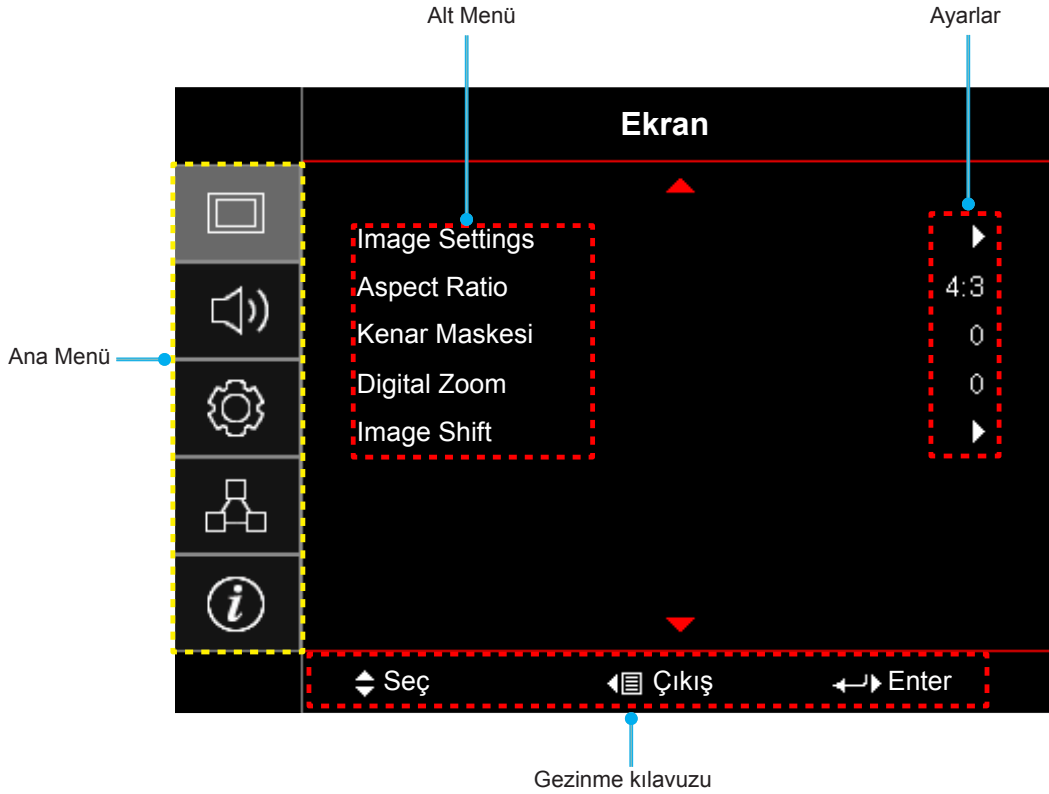 Alt Menü Ayarlar
Ekran
Image Settings
Aspect Ratio 4:3
Kenar Maskesi 0
Ana Menü
Digital Zoom 0
Image Shift
Seç Çıkış Enter
Gezinme kılavuzu